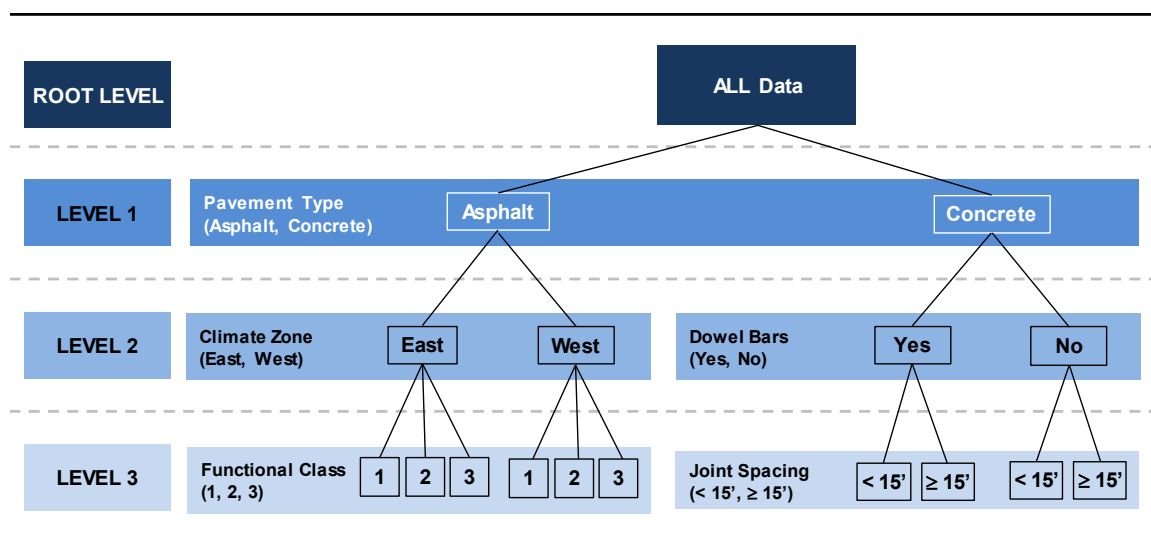 ROOT LEVEL
ALL Data
LEVEL 1
Pavement Type
(Asphalt, Concrete)
Asphalt
Concrete
LEVEL 2
Climate Zone
(East, West)
East
West
Dowel Bars
(Yes, No)
Yes
No
LEVEL 3
Functional Class
(1, 2, 3)
1
2
3
1
2
3
Joint Spacing
(< 15’, ≥ 15’)
< 15’
≥ 15’
< 15’
≥ 15’